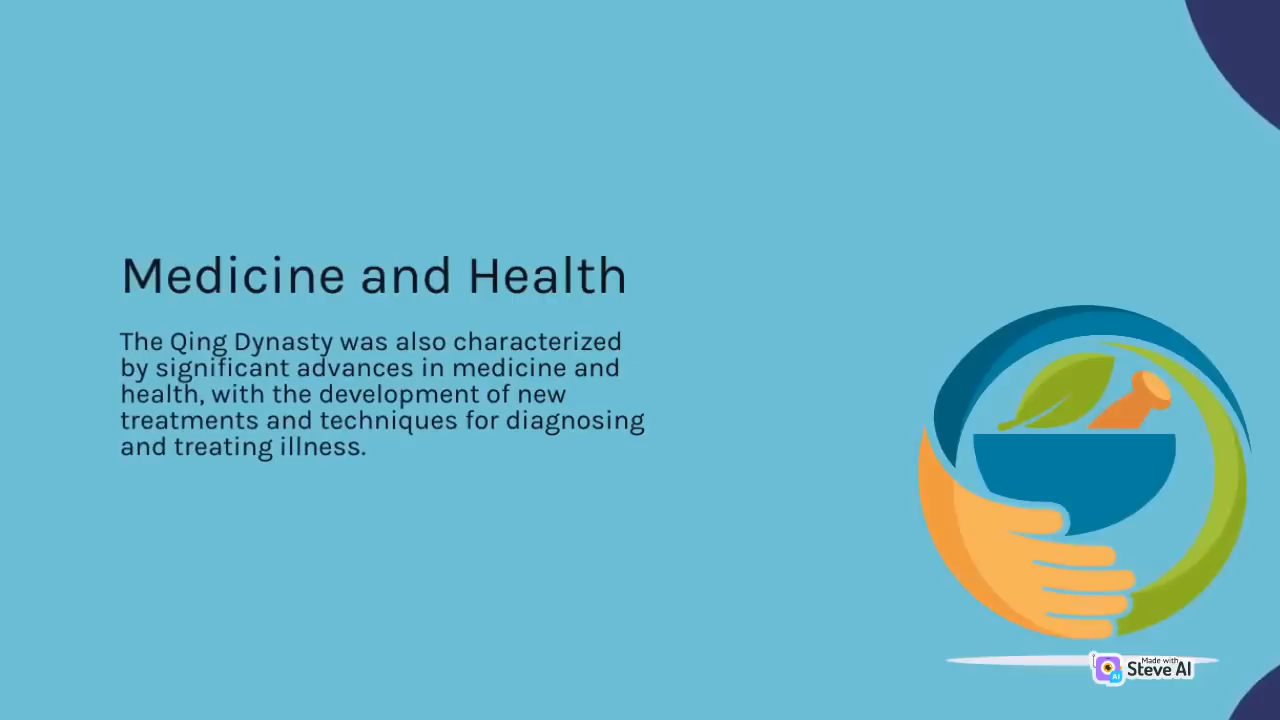 Medicine and Health
The Qing Dynasty was also characterized
by significant advances in medicine and
health, with the development of new
treatments and techniques for diagnosing
and treating illness.
Made with
Steve AI
AI